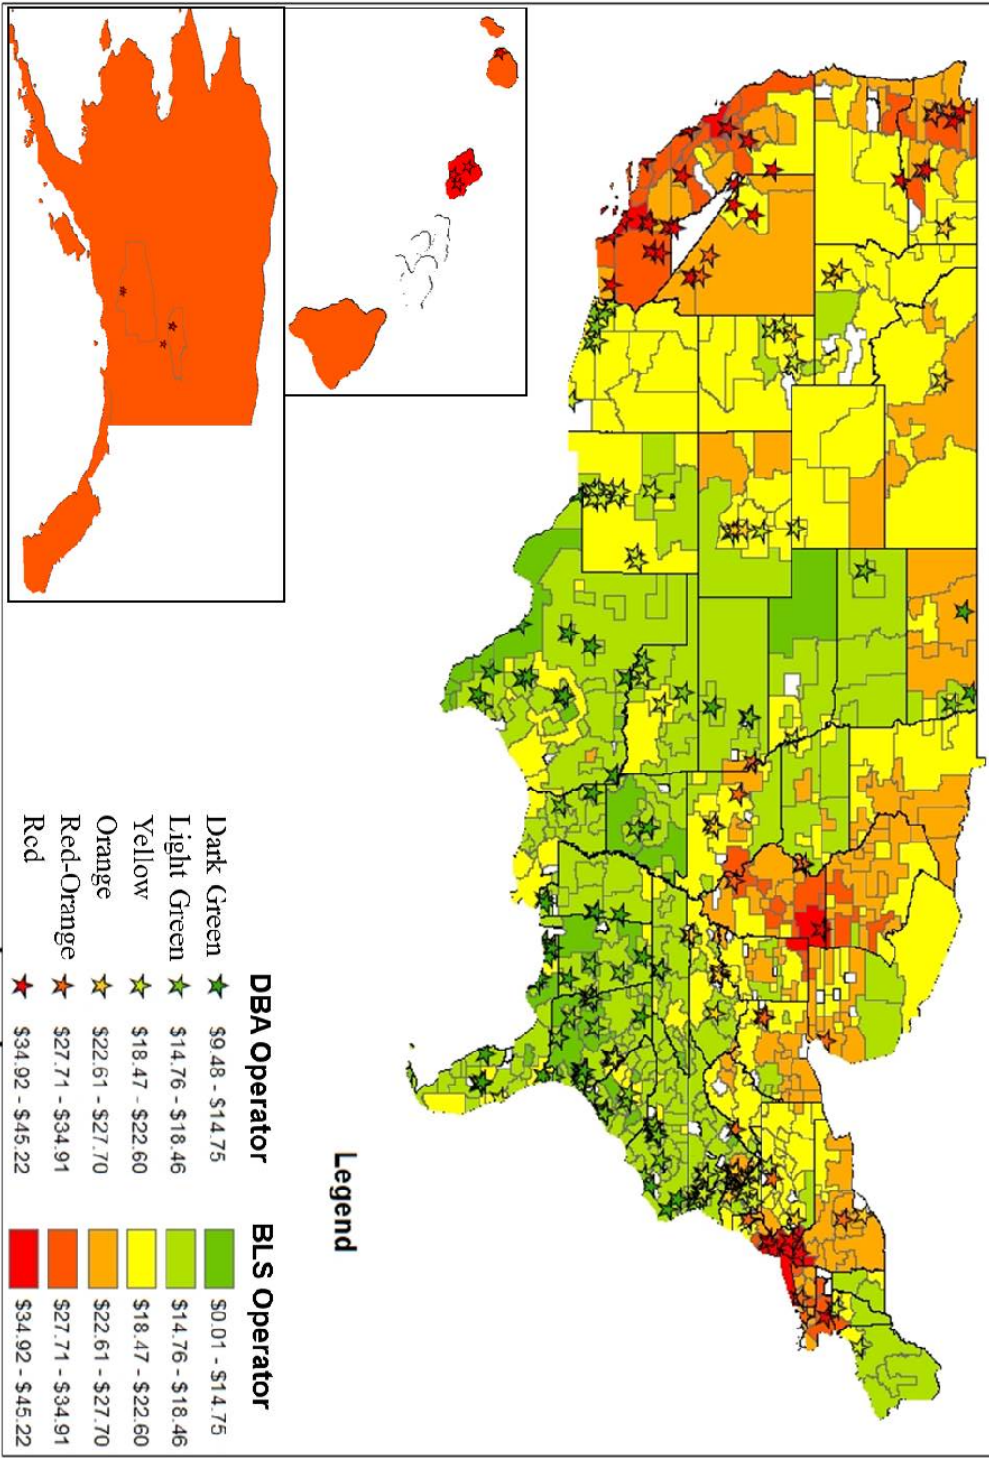 Legend
DBA Operator BLS Operator
Dark Green $9.48 - $14.75 $0.01 - $14.75
Light Green $14.76 - $18.46 $14.76 - $18.46
Yellow $18.47 - $22.60 $18.47 - $22.60
Orange $22.61 - $27.70 $22.61 - $27.70
Red-Orange $27.71 - $34.91 $27.71 - $34.91
Red $34.92 - $45.22 $34.92 - $45.22